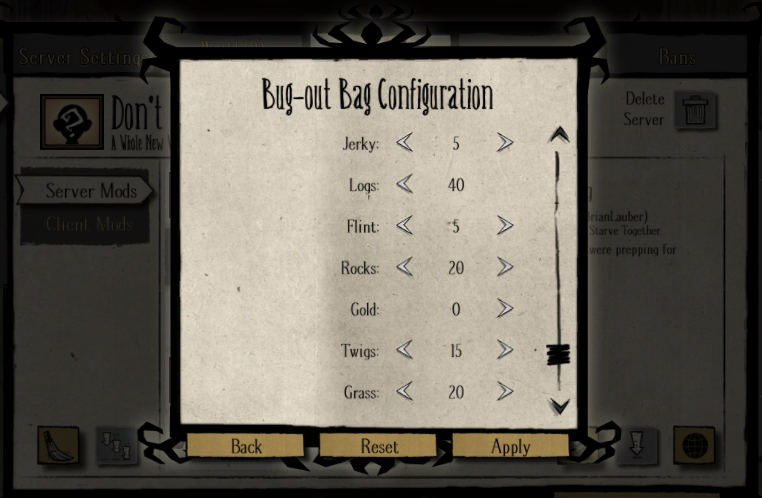 Server Setting
Bans
Bug-out Bag Configuration
Don't
A Whole New
Delete
Server
Jerky: 5
Server Mods
Logs: 40
Client Mods
Flint: 5
rianLauber)
Starve Together
were prepping for
Rocks: 20
Gold: 0
Twigs: 15
Grass: 20
Back
Reset
Apply